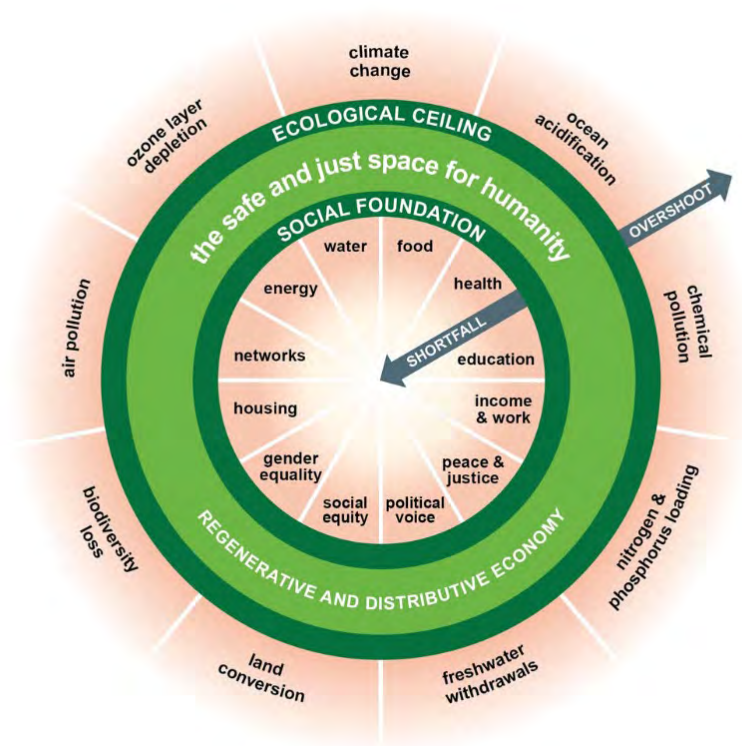 climate
change
ozone layer
depletion
ocean
acidification
ECOLOGICAL CEILING
the safe and just space for humanity
OVERSHOOT
SOCIAL FOUNDATION
water
food
energy
health
SHORTFALL
air pollution
chemical
pollution
networks
education
housing
income
& work
gender
equality
peace &
justice
social
equity
political
voice
biodiversity
loss
nitrogen &
phosphorus loading
REGENERATIVE AND DISTRIBUTIVE ECONOMY
land
conversion
freshwater
withdrawals